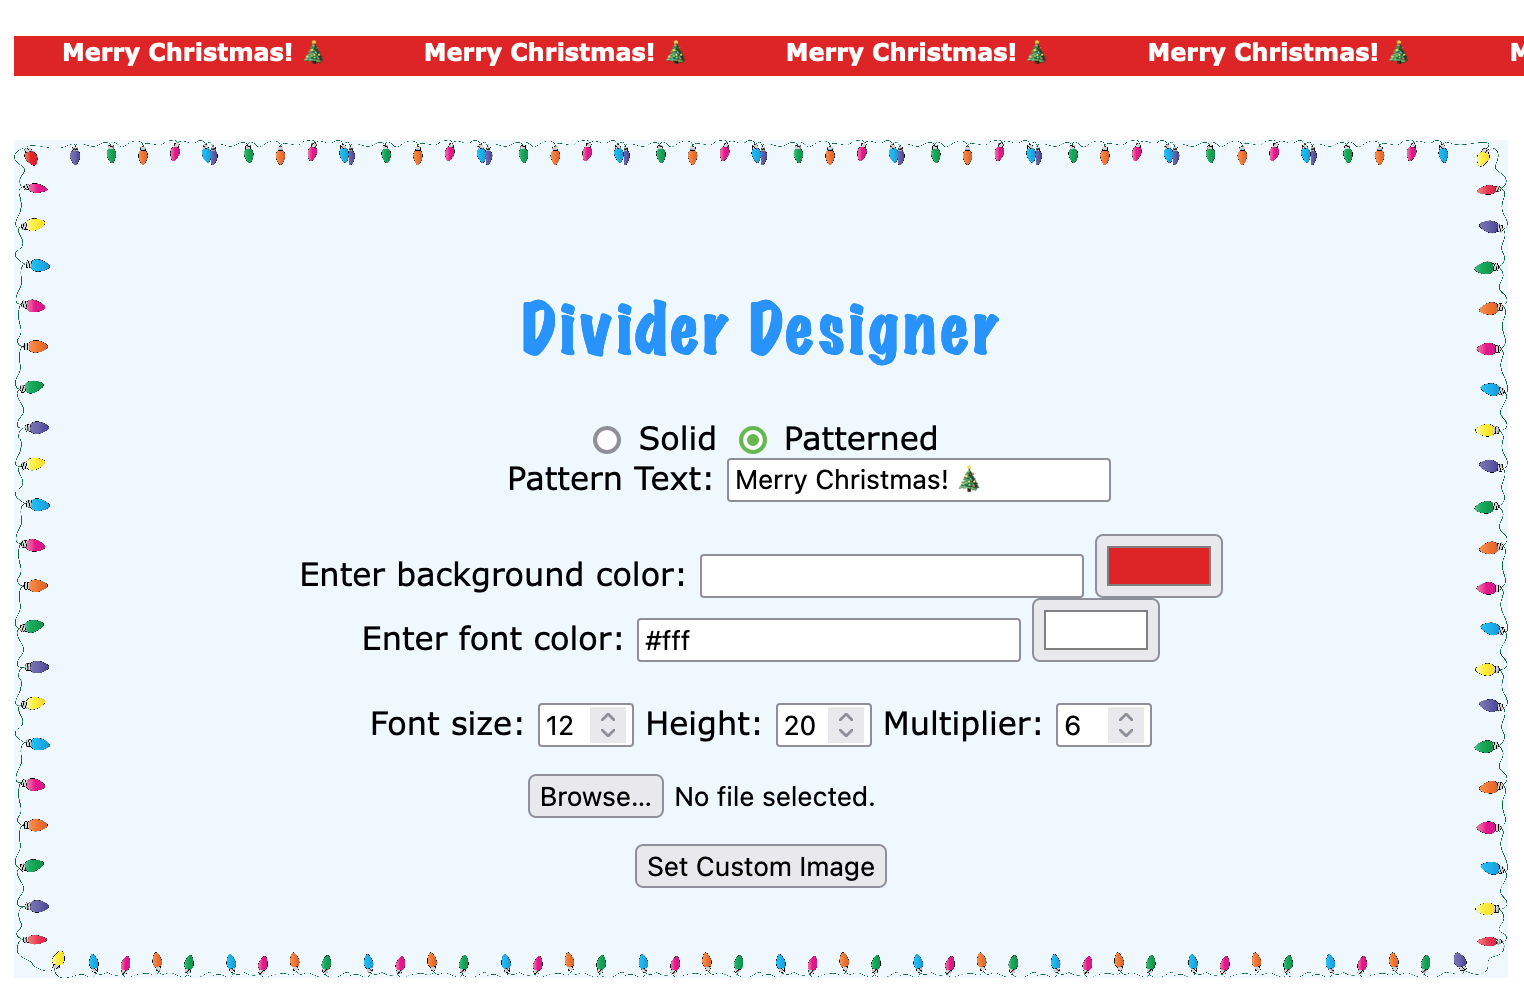 Merry Christmas! 🎄 Merry Christmas! 🎄 Merry Christmas! 🎄 Merry Christmas! 🎄 M
Divider Designer
Solid Patterned
Pattern Text: Merry Christmas! 🎄
Enter background color:
Enter font color: #fff
Font size: 12 Height: 20 Multiplier: 6
Browse... No file selected.
Set Custom Image